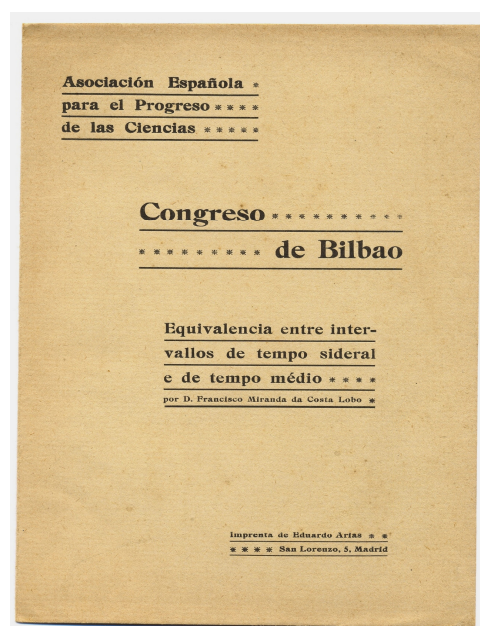 Asociación Española *
para el Progreso * * * *
de las Ciencias * * * * *
Congreso * * * * * * * * * *
* * * * * * * * * de Bilbao
Equivalencia entre inter-
vallos de tempo sideral
e de tempo médio * * * *
por D. Francisco Miranda da Costa Lobo *
Imprenta de Eduardo Arias * *
* * * * San Lorenzo, 5, Madrid